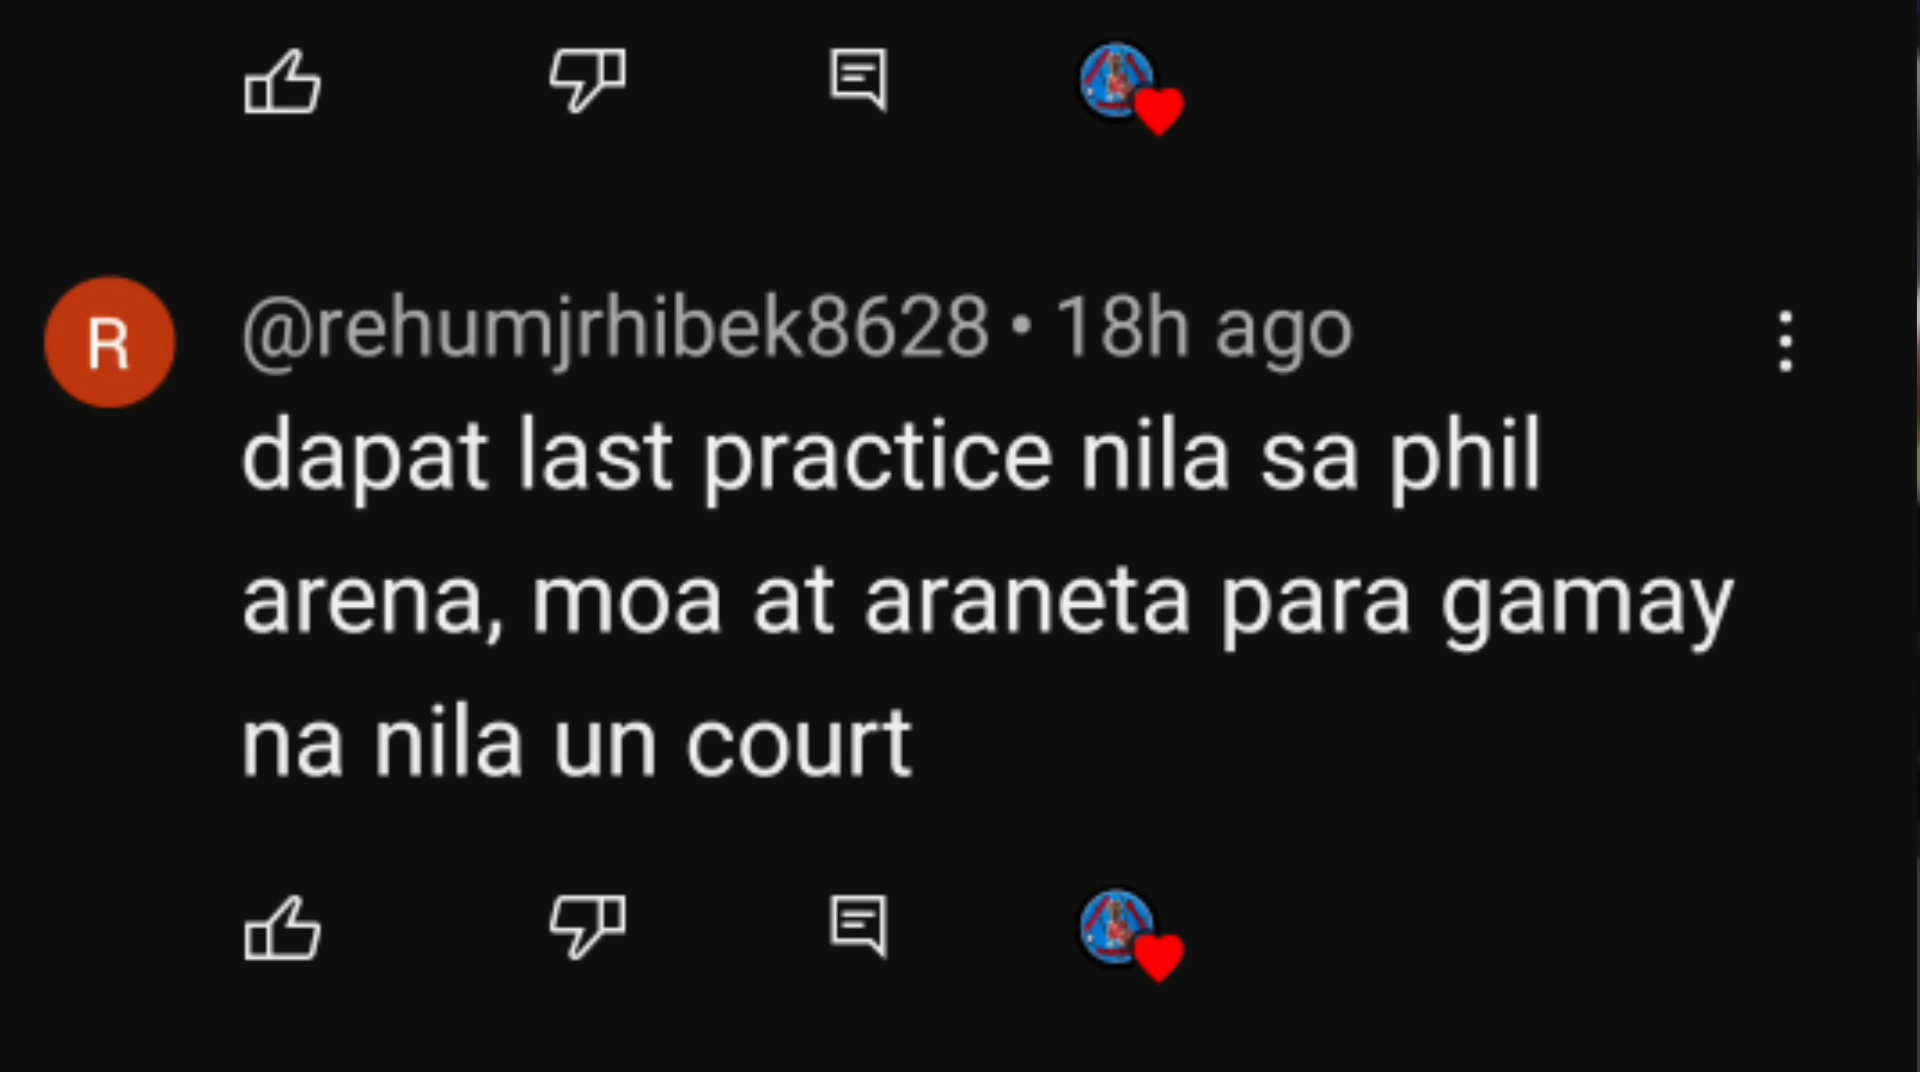 R
@rehumjrhibek8628 • 18h ago
dapat last practice nila sa phil
arena, moa at araneta para gamay
na nila un court